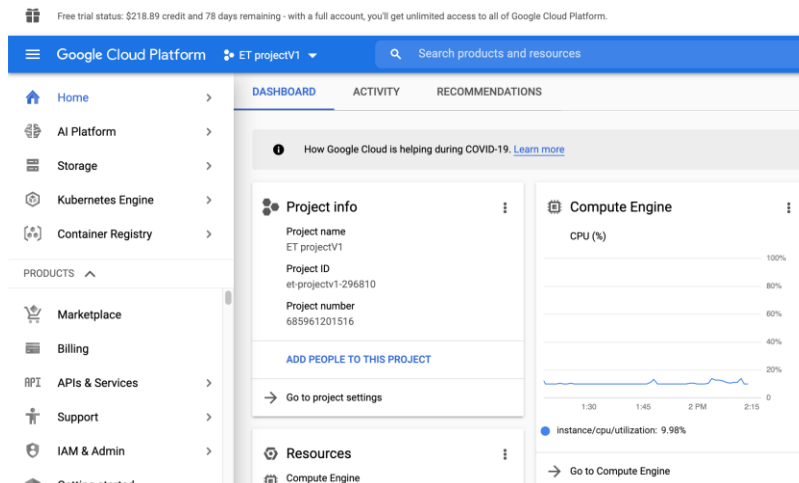 Free trial status: $218.89 credit and 78 days remaining - with a full account, you'll get unlimited access to all of Google Cloud Platform.
Google Cloud Platform
ET projectV1
Search products and resources
Home
AI Platform
Storage
Kubernetes Engine
Container Registry
PRODUCTS
Marketplace
Billing
API APIs & Services
Support
IAM & Admin
Getting started
DASHBOARD ACTIVITY RECOMMENDATIONS
How Google Cloud is helping during COVID-19. Learn more
Project info
Project name
ET projectV1
Project ID
et-projectv1-296810
Project number
685961201516
ADD PEOPLE TO THIS PROJECT
Go to project settings
Resources
Compute Engine
Compute Engine
CPU (%)
100%
80%
60%
40%
20%
0
1:30 1:45 2 PM 2:15
instance/cpu/utilization: 9.98%
Go to Compute Engine